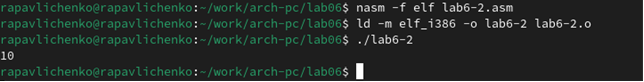 rapavlichenko@rapavlichenko:~/work/arch-pc/lab06$ nasm -f elf lab6-2.asm
rapavlichenko@rapavlichenko:~/work/arch-pc/lab06$ ld -m elf_i386 -o lab6-2 lab6-2.o
rapavlichenko@rapavlichenko:~/work/arch-pc/lab06$ ./lab6-2
10
rapavlichenko@rapavlichenko:~/work/arch-pc/lab06$